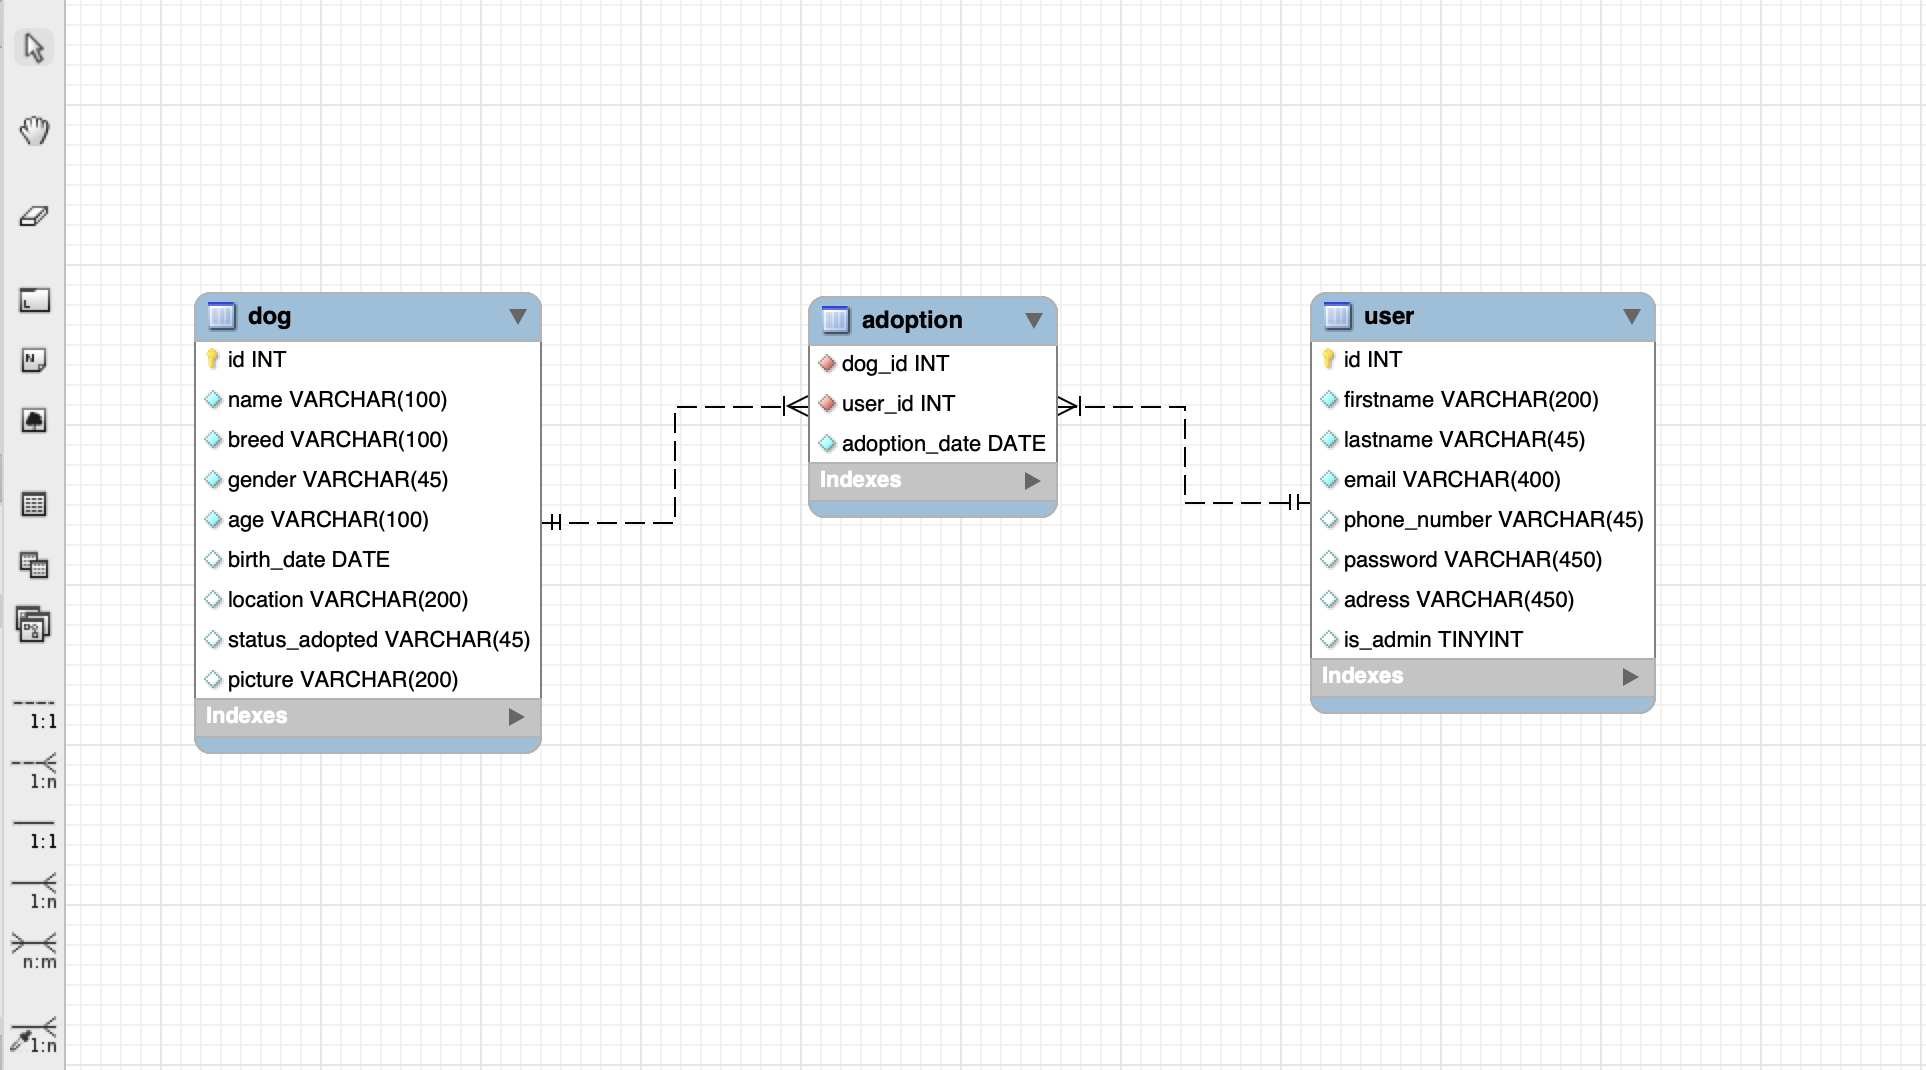 dog
id INT
name VARCHAR(100)
breed VARCHAR(100)
gender VARCHAR(45)
age VARCHAR(100)
birth_date DATE
location VARCHAR(200)
status_adopted VARCHAR(45)
picture VARCHAR(200)
Indexes
adoption
dog_id INT
user_id INT
adoption_date DATE
Indexes
user
id INT
firstname VARCHAR(200)
lastname VARCHAR(45)
email VARCHAR(400)
phone_number VARCHAR(45)
password VARCHAR(450)
adress VARCHAR(450)
is_admin TINYINT
Indexes
N
1:1
1:n
1:1
1:n
n:m
1:n